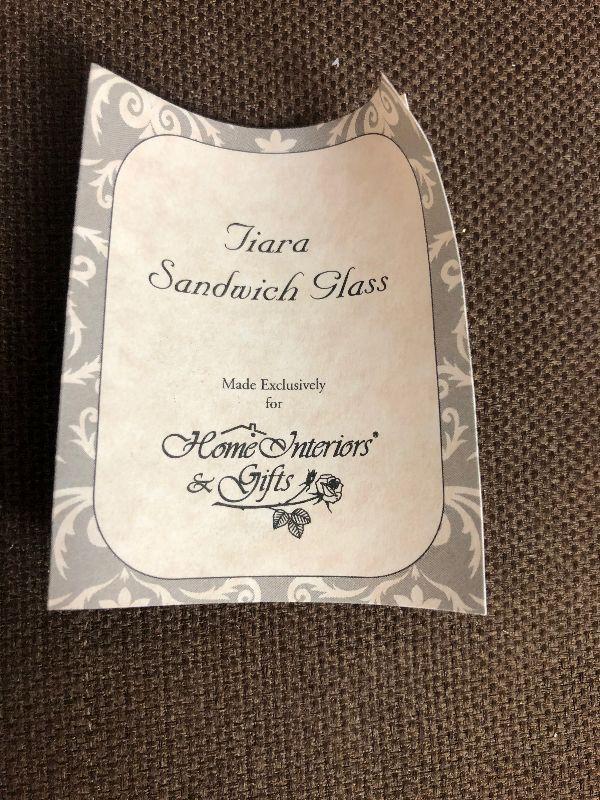 Tiara
Sandwich Glass
Made Exclusively
for
Home Interiors®
& Gifts